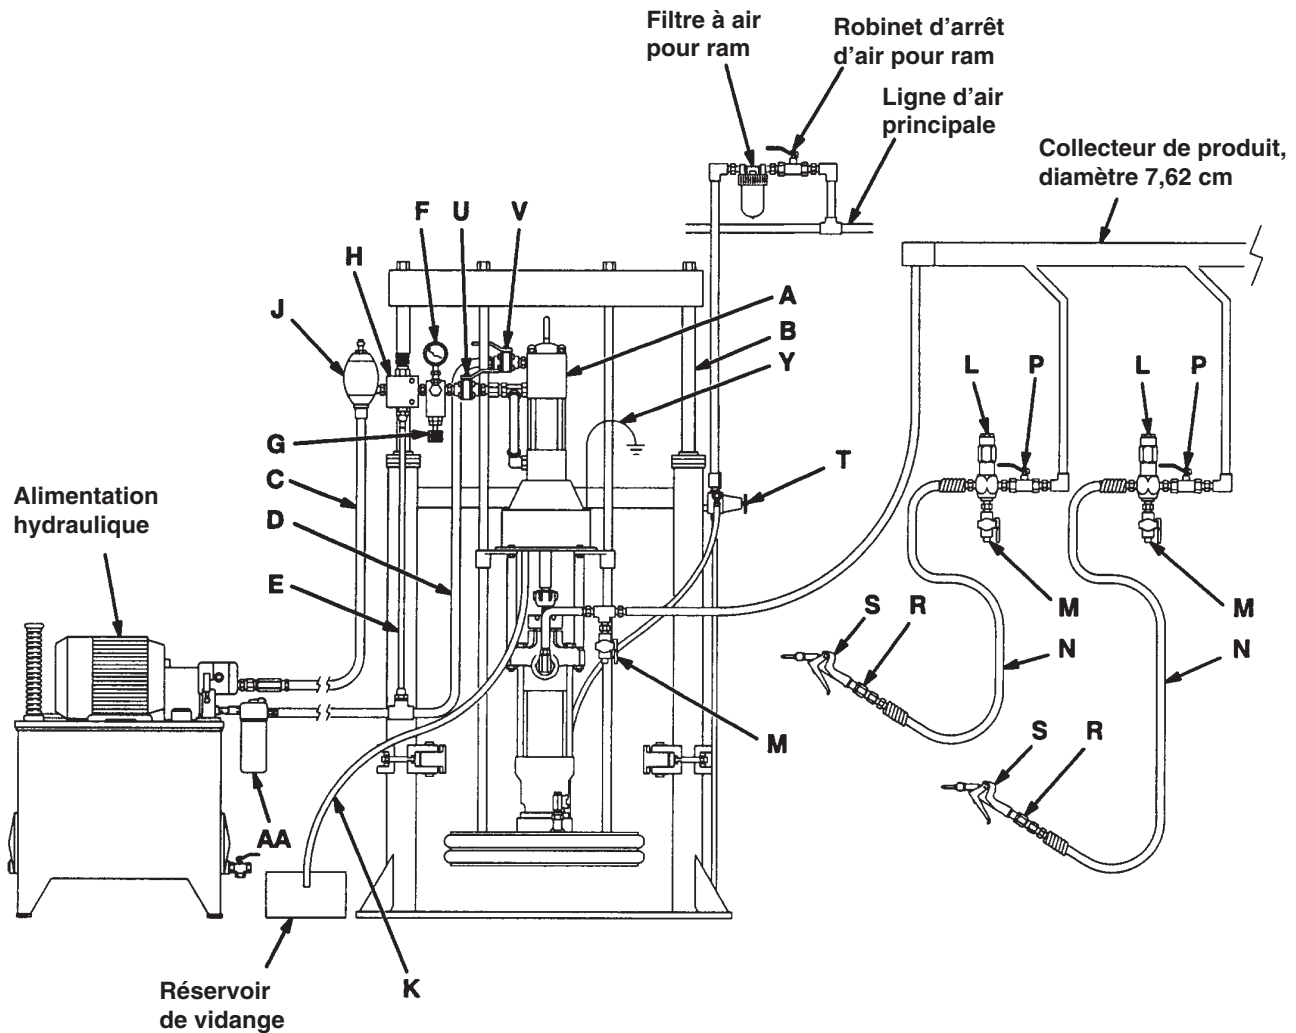 Filtre à air
pour ram
Robinet d’arrêt
d’air pour ram
Ligne d’air
principale
Collecteur de produit,
diamètre 7,62 cm
F
U
V
H
A
J
B
Y
L
P
L
P
G
C
T
Alimentation
hydraulique
D
E
S
R
M
M
N
N
M
S
R
AA
K
Réservoir
de vidange